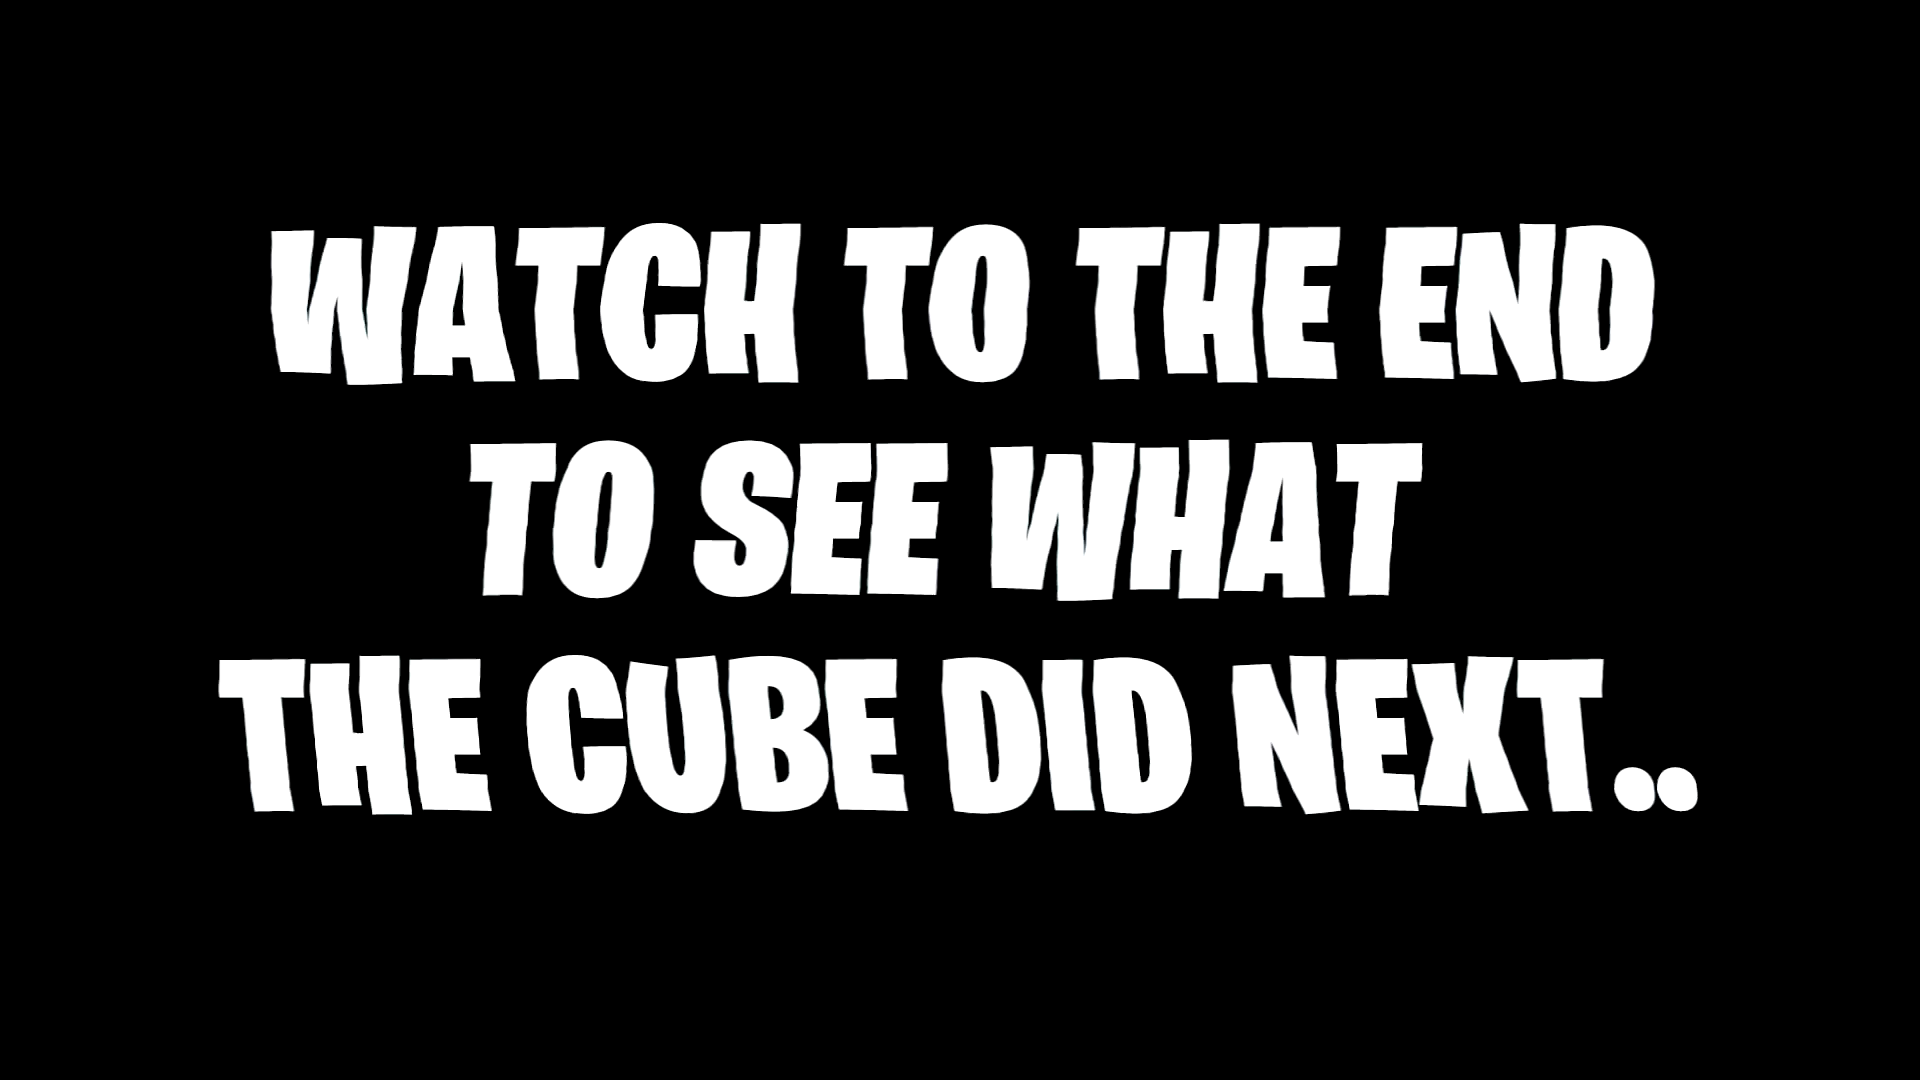 WATCH TO THE END
TO SEE WHAT
THE CUBE DID NEXT..